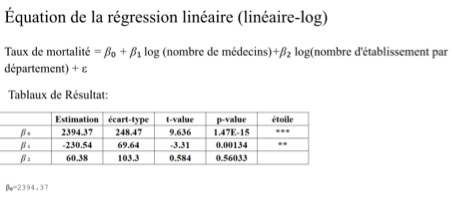 Équation de la régression linéaire (linéaire-log)
Taux de mortalité = β₀ + β₁ log (nombre de médecins)+β₂ log(nombre d'établissement par
département) + ε
Tablaux de Résultat:
Estimation écart-type t-value p-value étoile
β₀ 2394.37 248.47 9.636 1.47E-15 ***
β₁ -230.54 69.64 -3.31 0.00134 **
β₂ 60.38 103.3 0.584 0.56033
β₀=2394,37